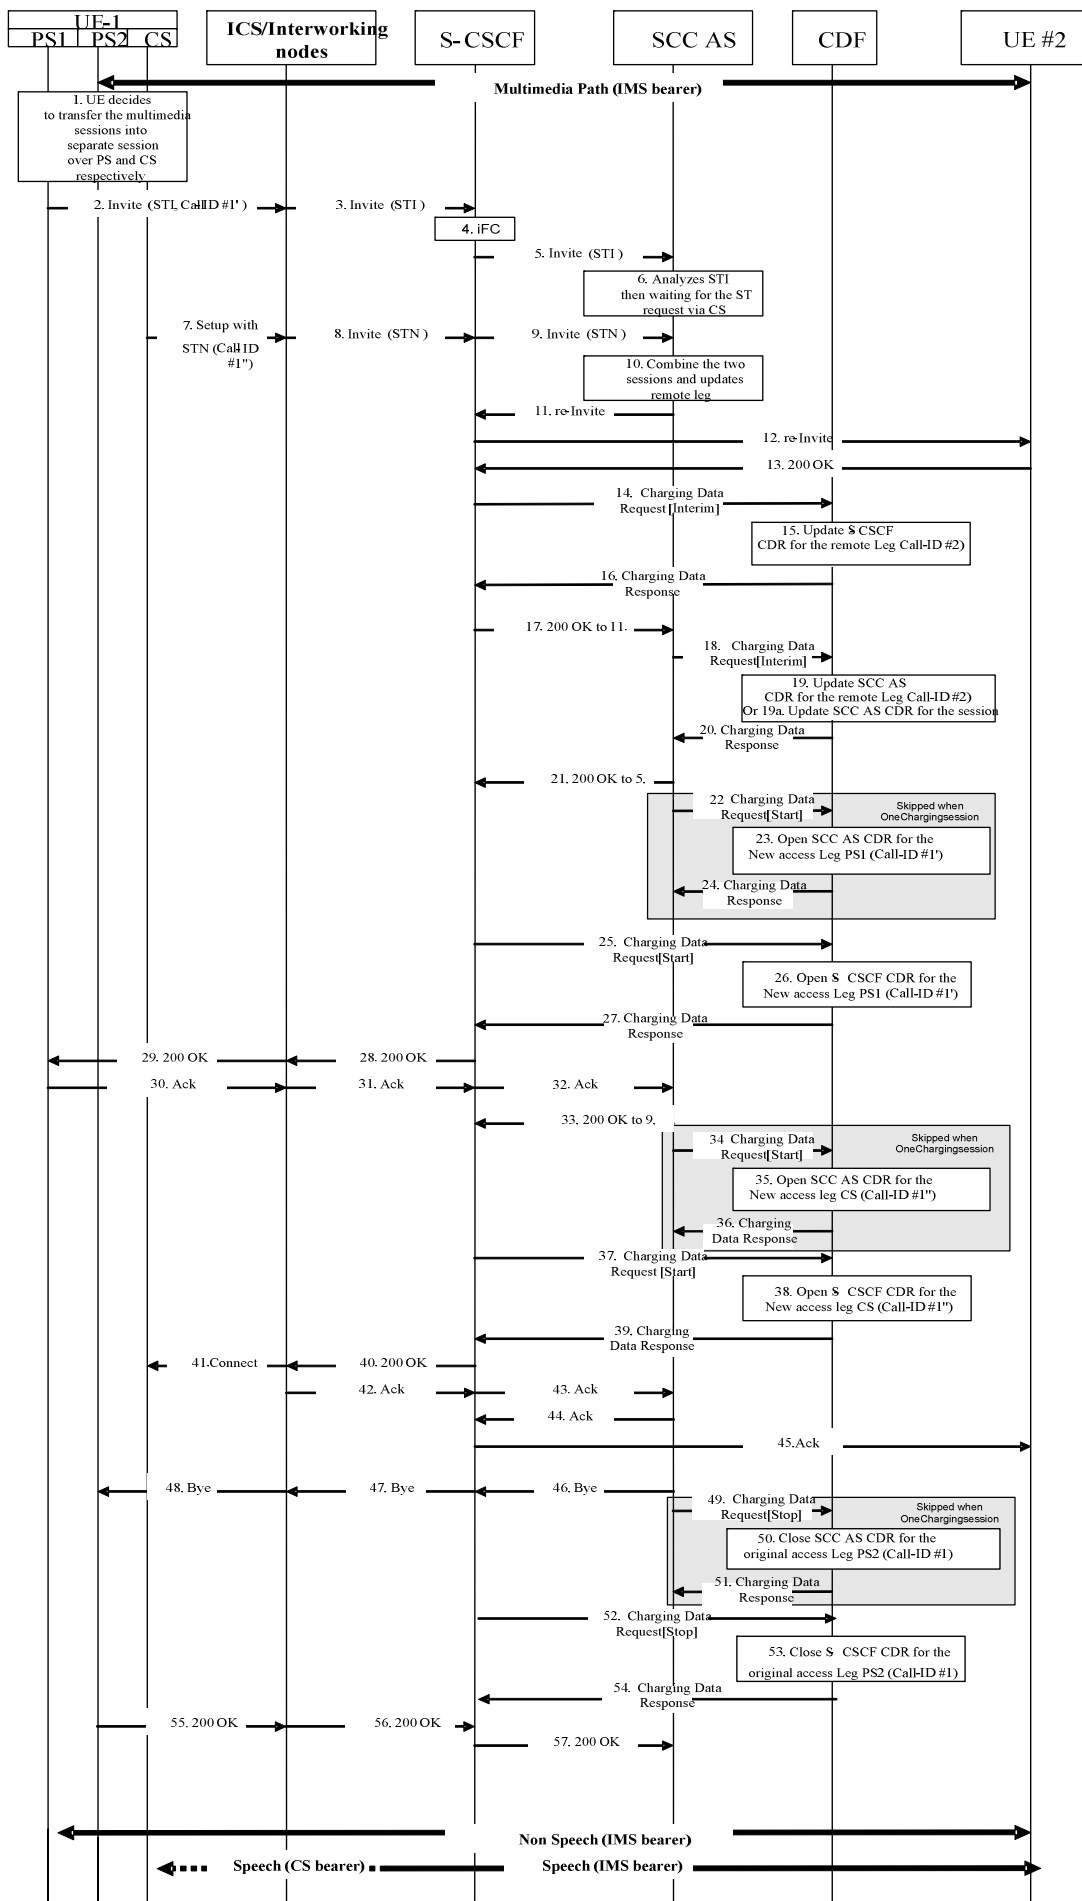 UE-1
PS1 PS2 CS
ICS/Interworking
nodes
S-CSCF
SCC AS
CDF
UE #2
Multimedia Path (IMS bearer)
1. UE decides
to transfer the multimedia
sessions into
separate session
over PS and CS
respectively
2. Invite (STI, Call-ID #1')
3. Invite (STI)
4. iFC
5. Invite (STI)
6. Analyzes STI
then waiting for the ST
request via CS
7. Setup with
STN (Call-ID
#1'')
8. Invite (STN)
9. Invite (STN)
10. Combine the two
sessions and updates
remote leg
11. re-Invite
12. re-Invite
13. 200 OK
14. Charging Data
Request[Interim]
15. Update S-CSCF
CDR for the remote Leg Call-ID #2)
16. Charging Data
Response
17. 200 OK to 11.
18. Charging Data
Request[Interim]
19. Update SCC AS
CDR for the remote Leg Call-ID #2)
Or 19a. Update SCC AS CDR for the session
20. Charging Data
Response
21. 200 OK to 5.
22 Charging Data
Request[Start]
Skipped when
OneChargingsession
23. Open SCC AS CDR for the
New access Leg PS1 (Call-ID #1')
24. Charging Data
Response
25. Charging Data
Request[Start]
26. Open S- CSCF CDR for the
New access Leg PS1 (Call-ID #1')
27. Charging Data
Response
28. 200 OK
29. 200 OK
30. Ack
31. Ack
32. Ack
33. 200 OK to 9.
34 Charging Data
Request[Start]
Skipped when
OneChargingsession
35. Open SCC AS CDR for the
New access leg CS (Call-ID #1'')
36. Charging
Data Response
37. Charging Data
Request [Start]
38. Open S- CSCF CDR for the
New access leg CS (Call-ID #1'')
39. Charging
Data Response
40. 200 OK
41.Connect
42. Ack
43. Ack
44. Ack
45.Ack
46. Bye
47. Bye
48. Bye
49. Charging Data
Request[Stop]
Skipped when
OneChargingsession
50. Close SCC AS CDR for the
original access Leg PS2 (Call-ID #1)
51. Charging Data
Response
52. Charging Data
Request[Stop]
53. Close S- CSCF CDR for the
original access Leg PS2 (Call-ID #1)
54. Charging Data
Response
55. 200 OK
56. 200 OK
57. 200 OK
Non Speech (IMS bearer)
Speech (CS bearer)
Speech (IMS bearer)